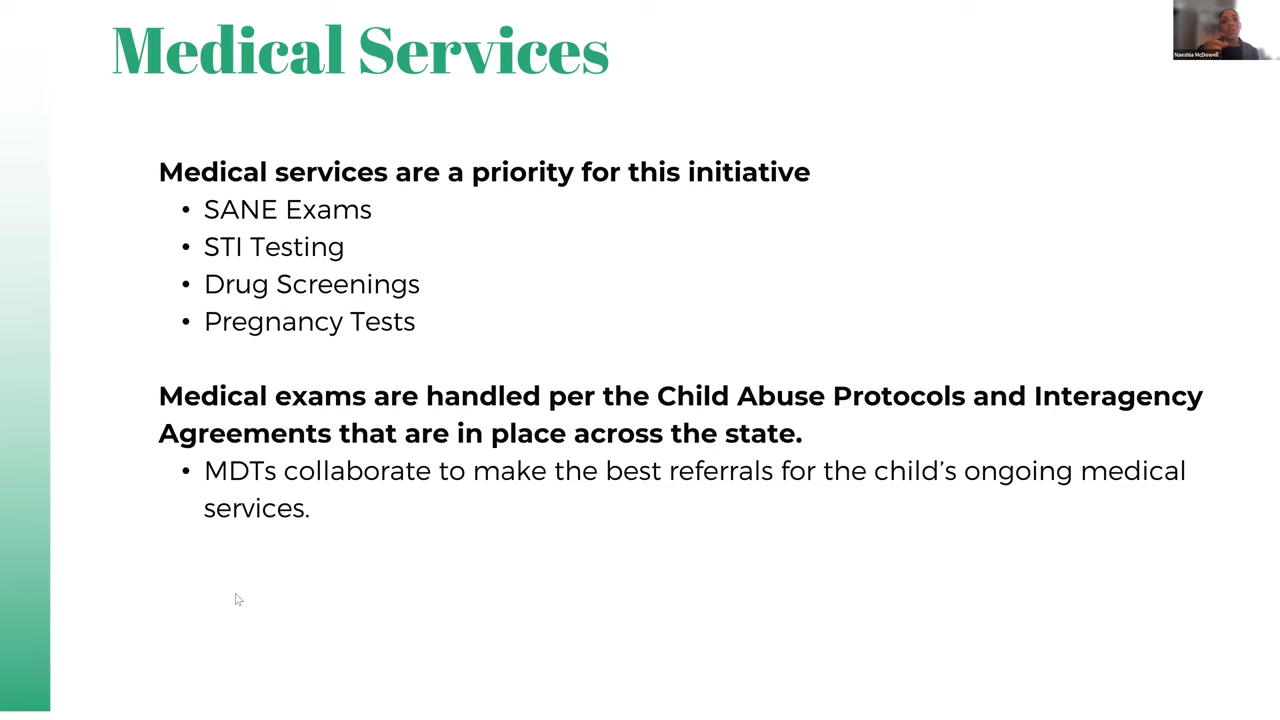 Medical Services
Naeshia McDowell
Medical services are a priority for this initiative
• SANE Exams
• STI Testing
• Drug Screenings
• Pregnancy Tests
Medical exams are handled per the Child Abuse Protocols and Interagency
Agreements that are in place across the state.
• MDTs collaborate to make the best referrals for the child’s ongoing medical
services.